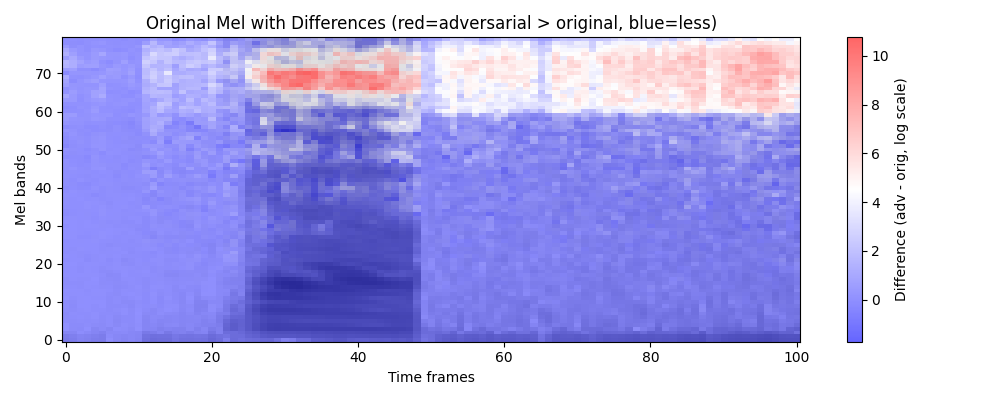 Original Mel with Differences (red=adversarial > original, blue=less)
Mel bands
70
60
50
40
30
20
10
0
0 20 40 60 80 100
Time frames
10
8
6
4
2
0
Difference (adv - orig, log scale)